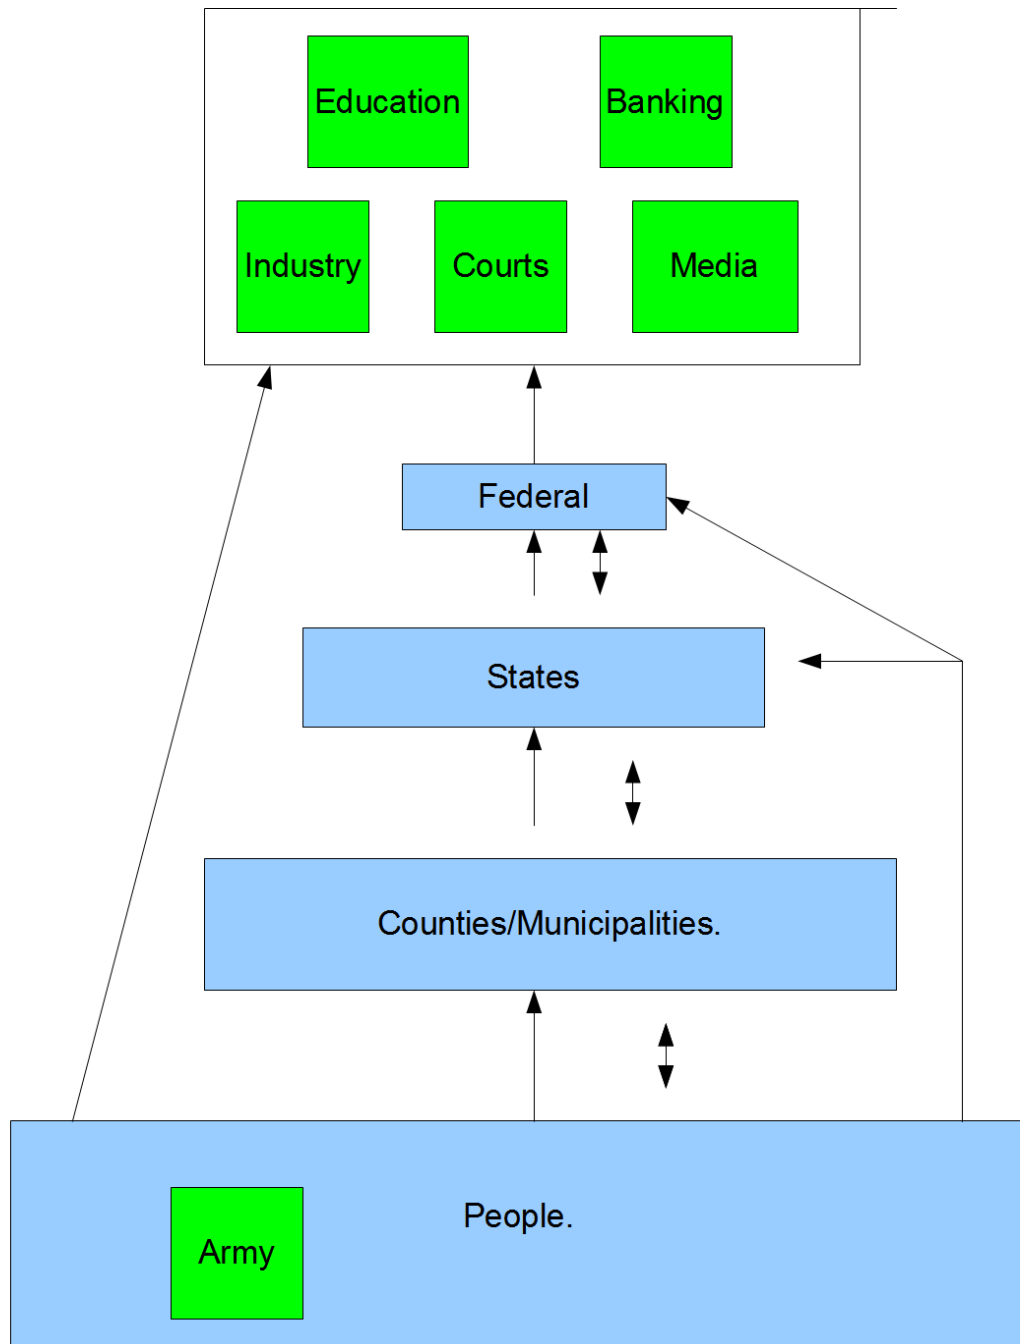 Education
Banking
Industry
Courts
Media
Federal
States
Counties/Municipalities.
People.
Army